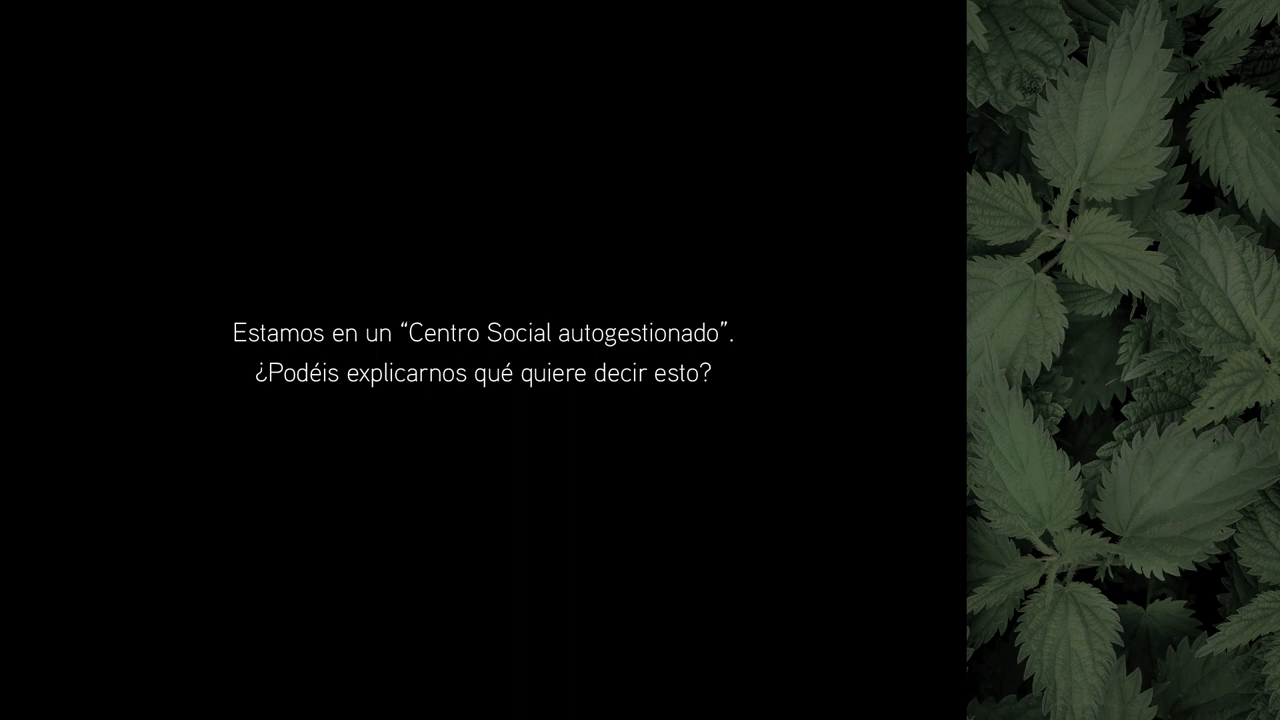 Estamos en un “Centro Social autogestionado”.
¿Podéis explicarnos qué quiere decir esto?